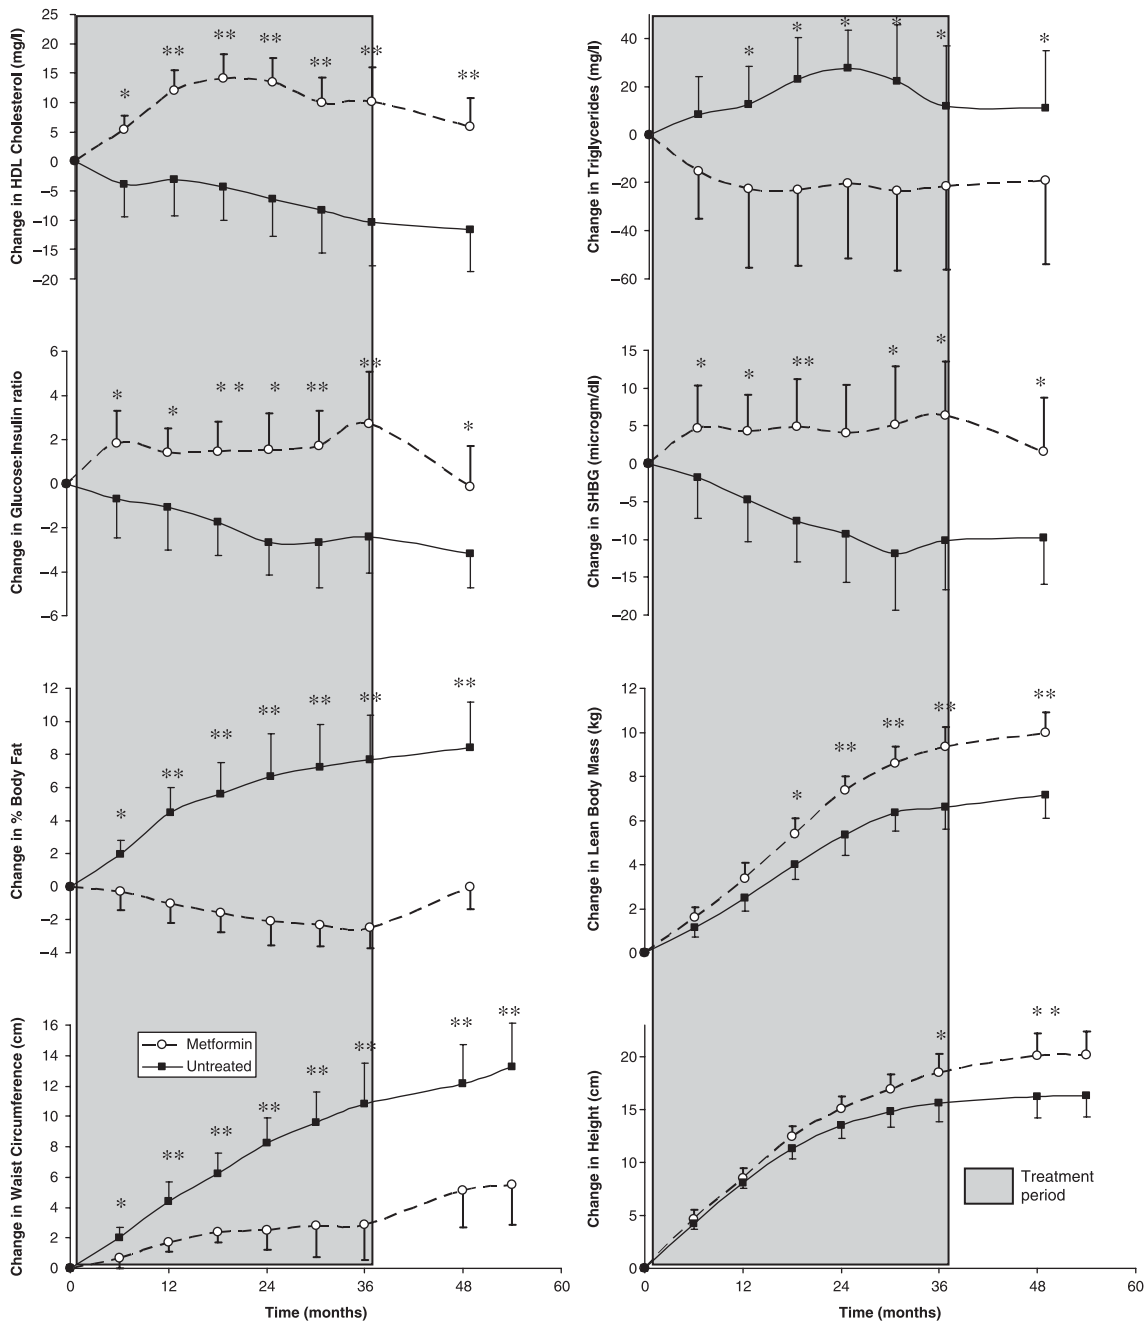 Change in HDL Cholesterol (mg/l)
25
20
15
10
5
0
−5
−10
−15
−20
* ** ** ** ** ** **
Change in Triglycerides (mg/l)
40
20
0
−20
−40
−60
* * * * * *
Change in Glucose:Insulin ratio
6
4
2
0
−2
−4
−6
* * * * * ** ** *
Change in SHBG (microgm/dl)
15
10
5
0
−5
−10
−15
−20
* * ** * * *
Change in % Body Fat
12
10
8
6
4
2
0
−2
−4
* ** ** ** ** ** **
Change in Lean Body Mass (kg)
12
10
8
6
4
2
0
* ** ** ** **
Change in Waist Circumference (cm)
16
14
12
10
8
6
4
2
0
* ** ** ** ** ** ** **
Metformin
Untreated
0 12 24 36 48 60
Time (months)
Change in Height (cm)
20
15
10
5
0
* * *
Treatment
period
0 12 24 36 48 60
Time (months)